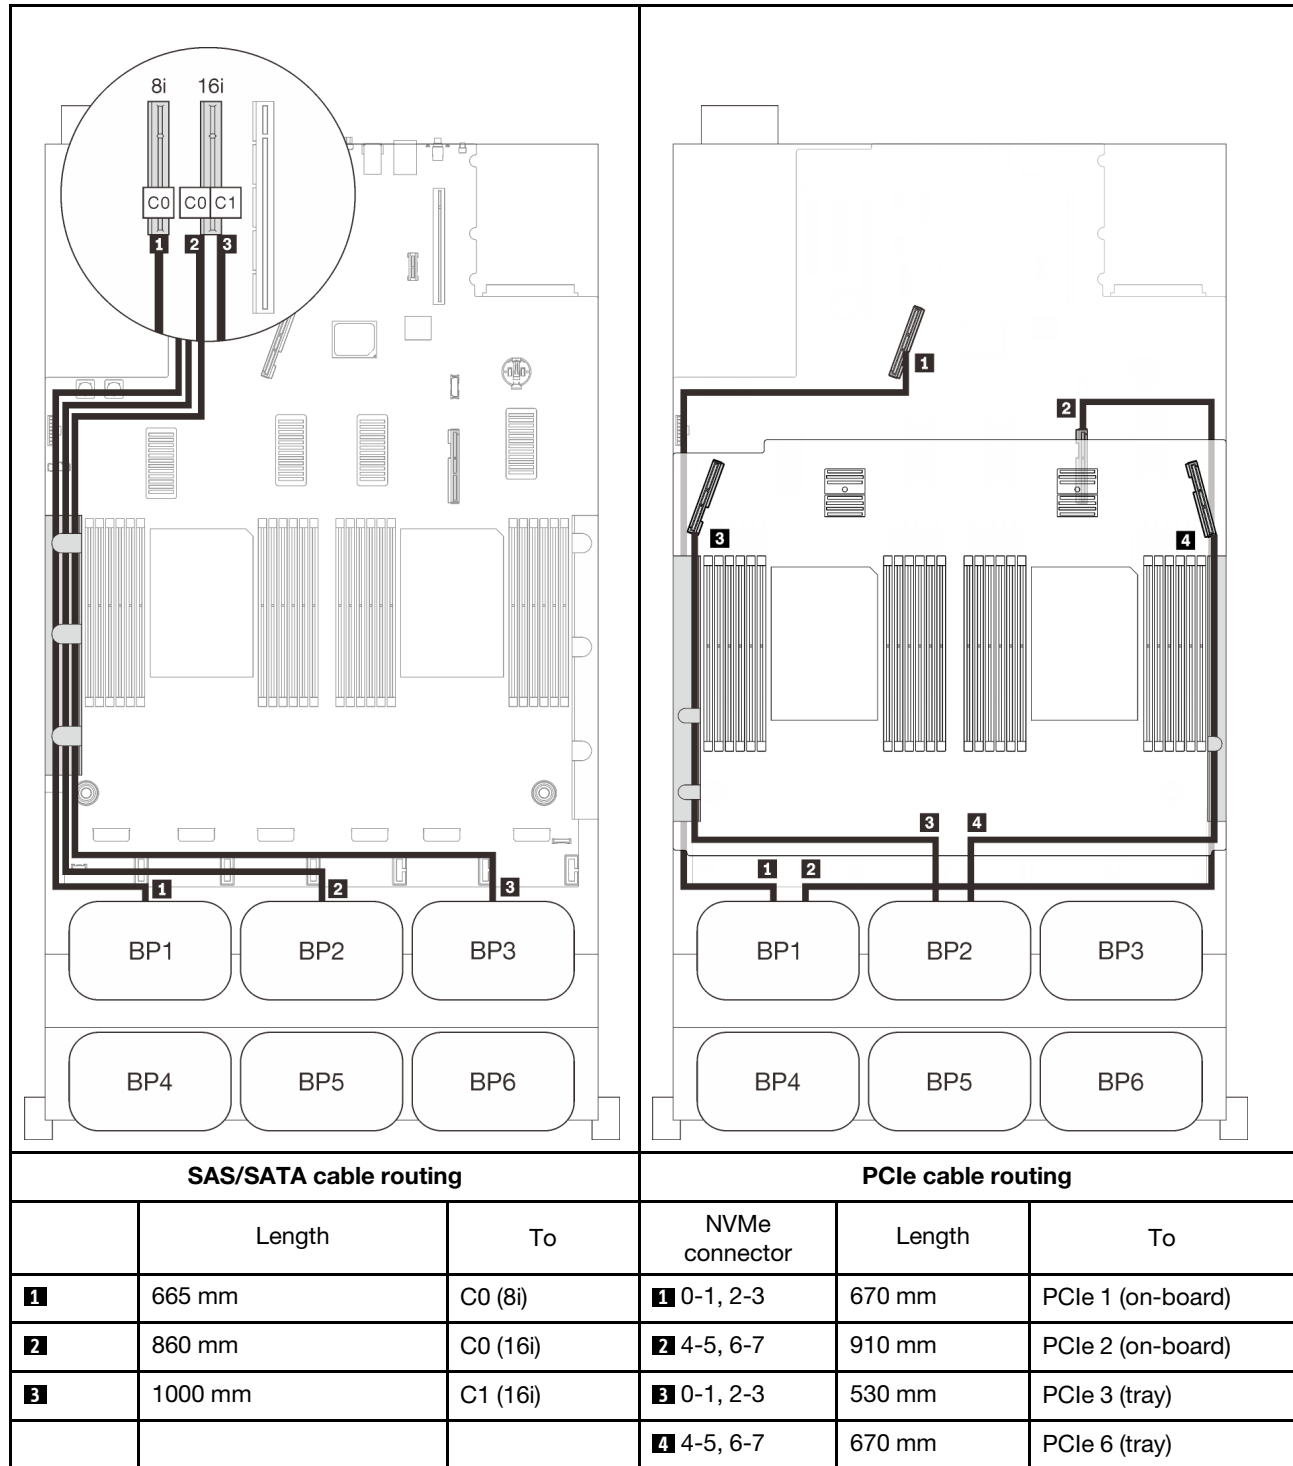 8i 16i
C0 C0 C1
1 2 3
1 2 3
BP1 BP2 BP3
BP4 BP5 BP6
1
2
3 4
3 4
1 2
BP1 BP2 BP3
BP4 BP5 BP6
SAS/SATA cable routing
PCIe cable routing
Length To
NVMe
connector
Length To
1 665 mm C0 (8i)
1 0-1, 2-3 670 mm PCIe 1 (on-board)
2 860 mm C0 (16i)
2 4-5, 6-7 910 mm PCIe 2 (on-board)
3 1000 mm C1 (16i)
3 0-1, 2-3 530 mm PCIe 3 (tray)
4 4-5, 6-7 670 mm PCIe 6 (tray)